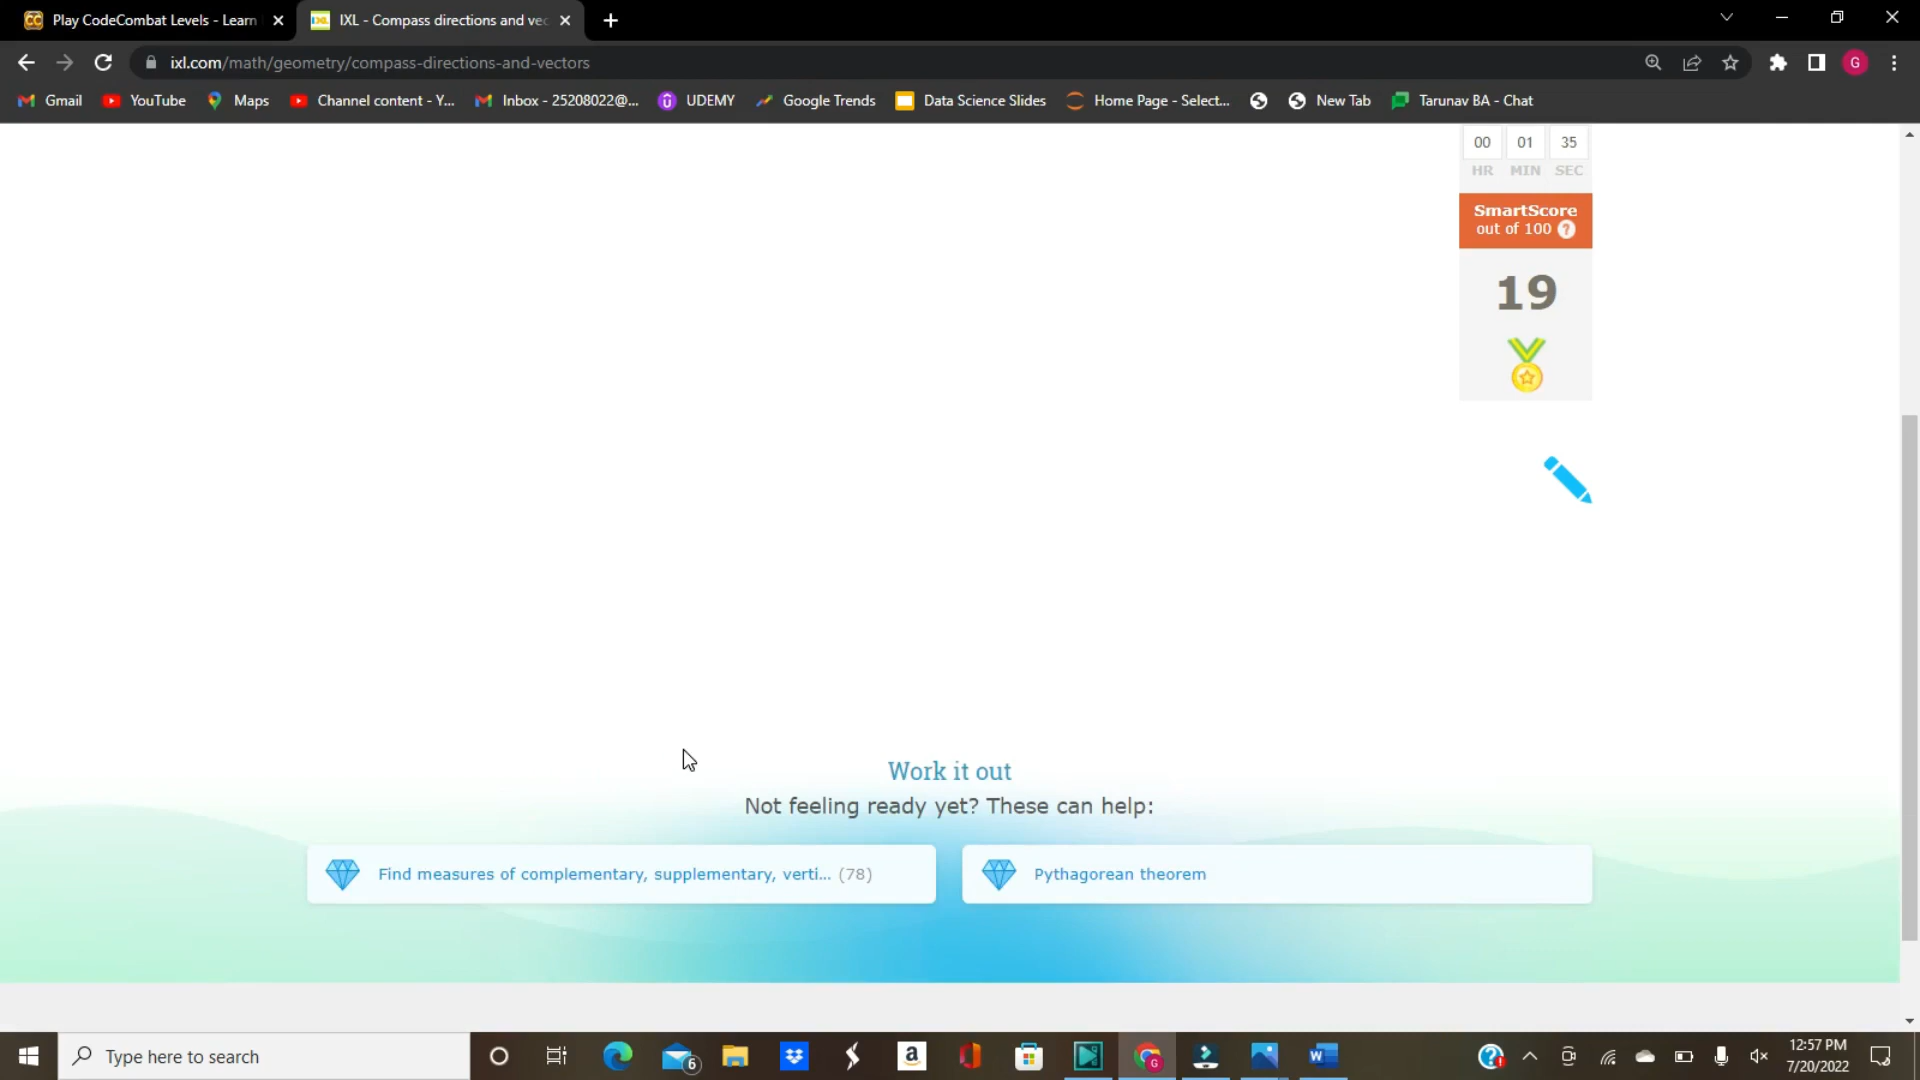 Play CodeCombat Levels - Learn
IXL - Compass directions and vec
ixl.com/math/geometry/compass-directions-and-vectors
G
Gmail
YouTube
Maps
Channel content - Y...
Inbox - 25208022@...
UDEMY
Google Trends
Data Science Slides
Home Page - Select...
New Tab
Tarunav BA - Chat
00 01 35
HR MIN SEC
SmartScore
out of 100 ?
19
Work it out
Not feeling ready yet? These can help:
Find measures of complementary, supplementary, verti... (78)
Pythagorean theorem
Type here to search
6
12:57 PM
7/20/2022